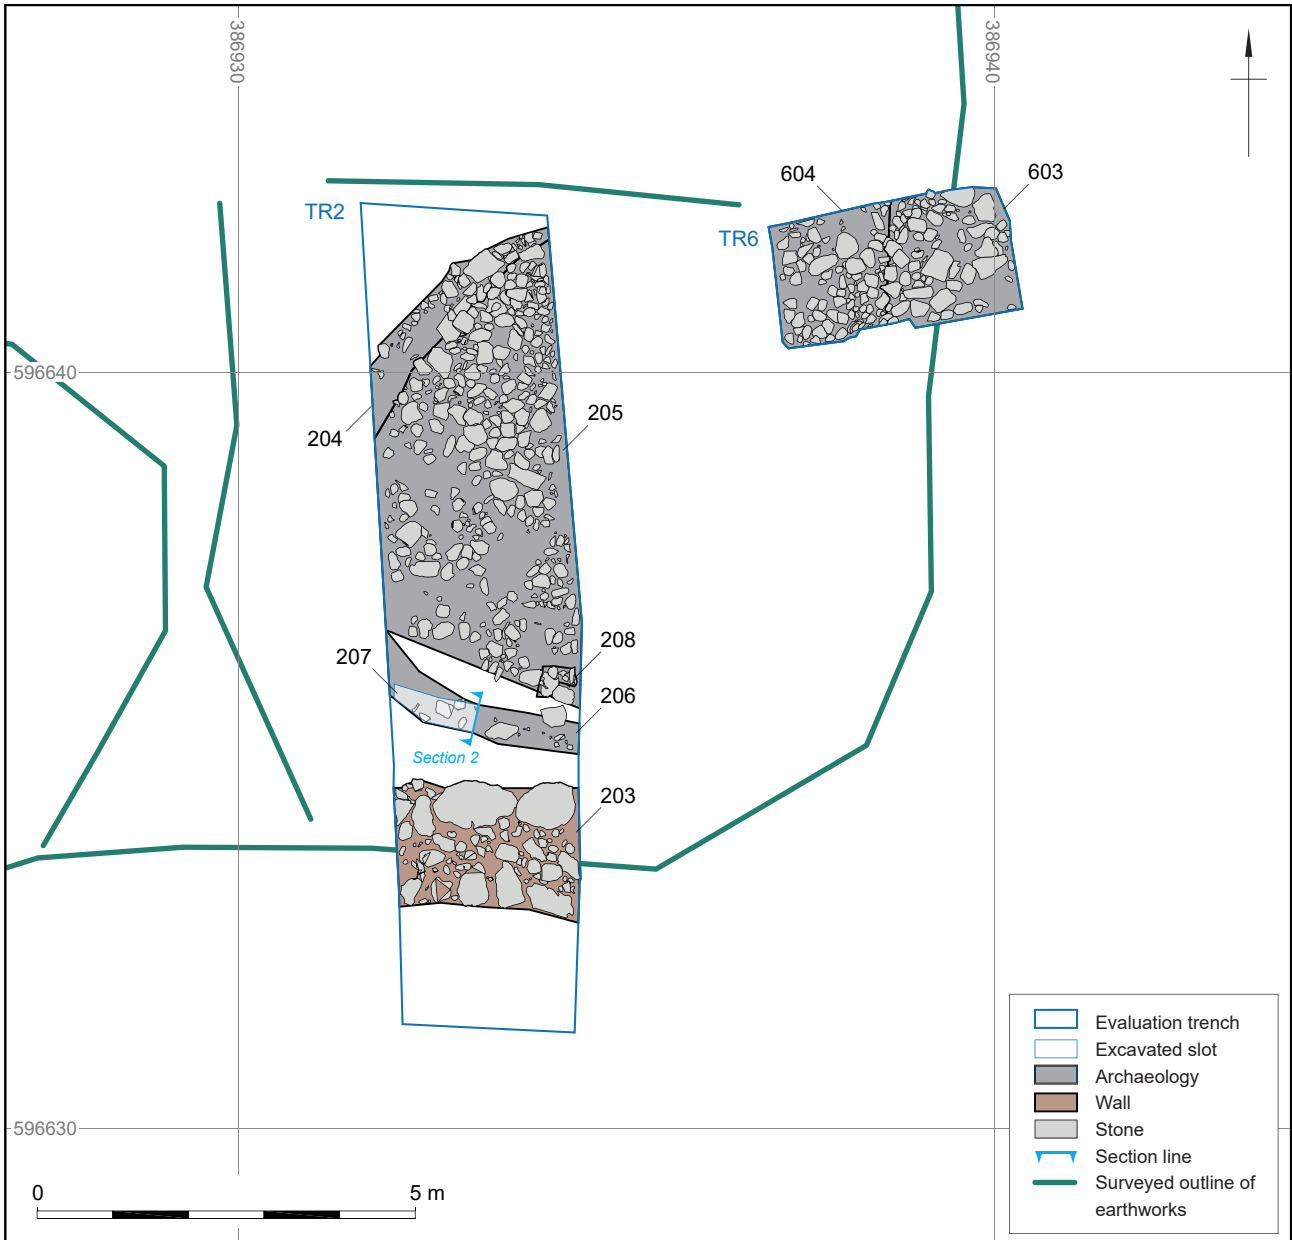 386930
386940
604
603
TR2
TR6
596640
204
205
207
208
206
Section 2
203
596630
0
5 m
Evaluation trench
Excavated slot
Archaeology
Wall
Stone
Section line
Surveyed outline of
earthworks